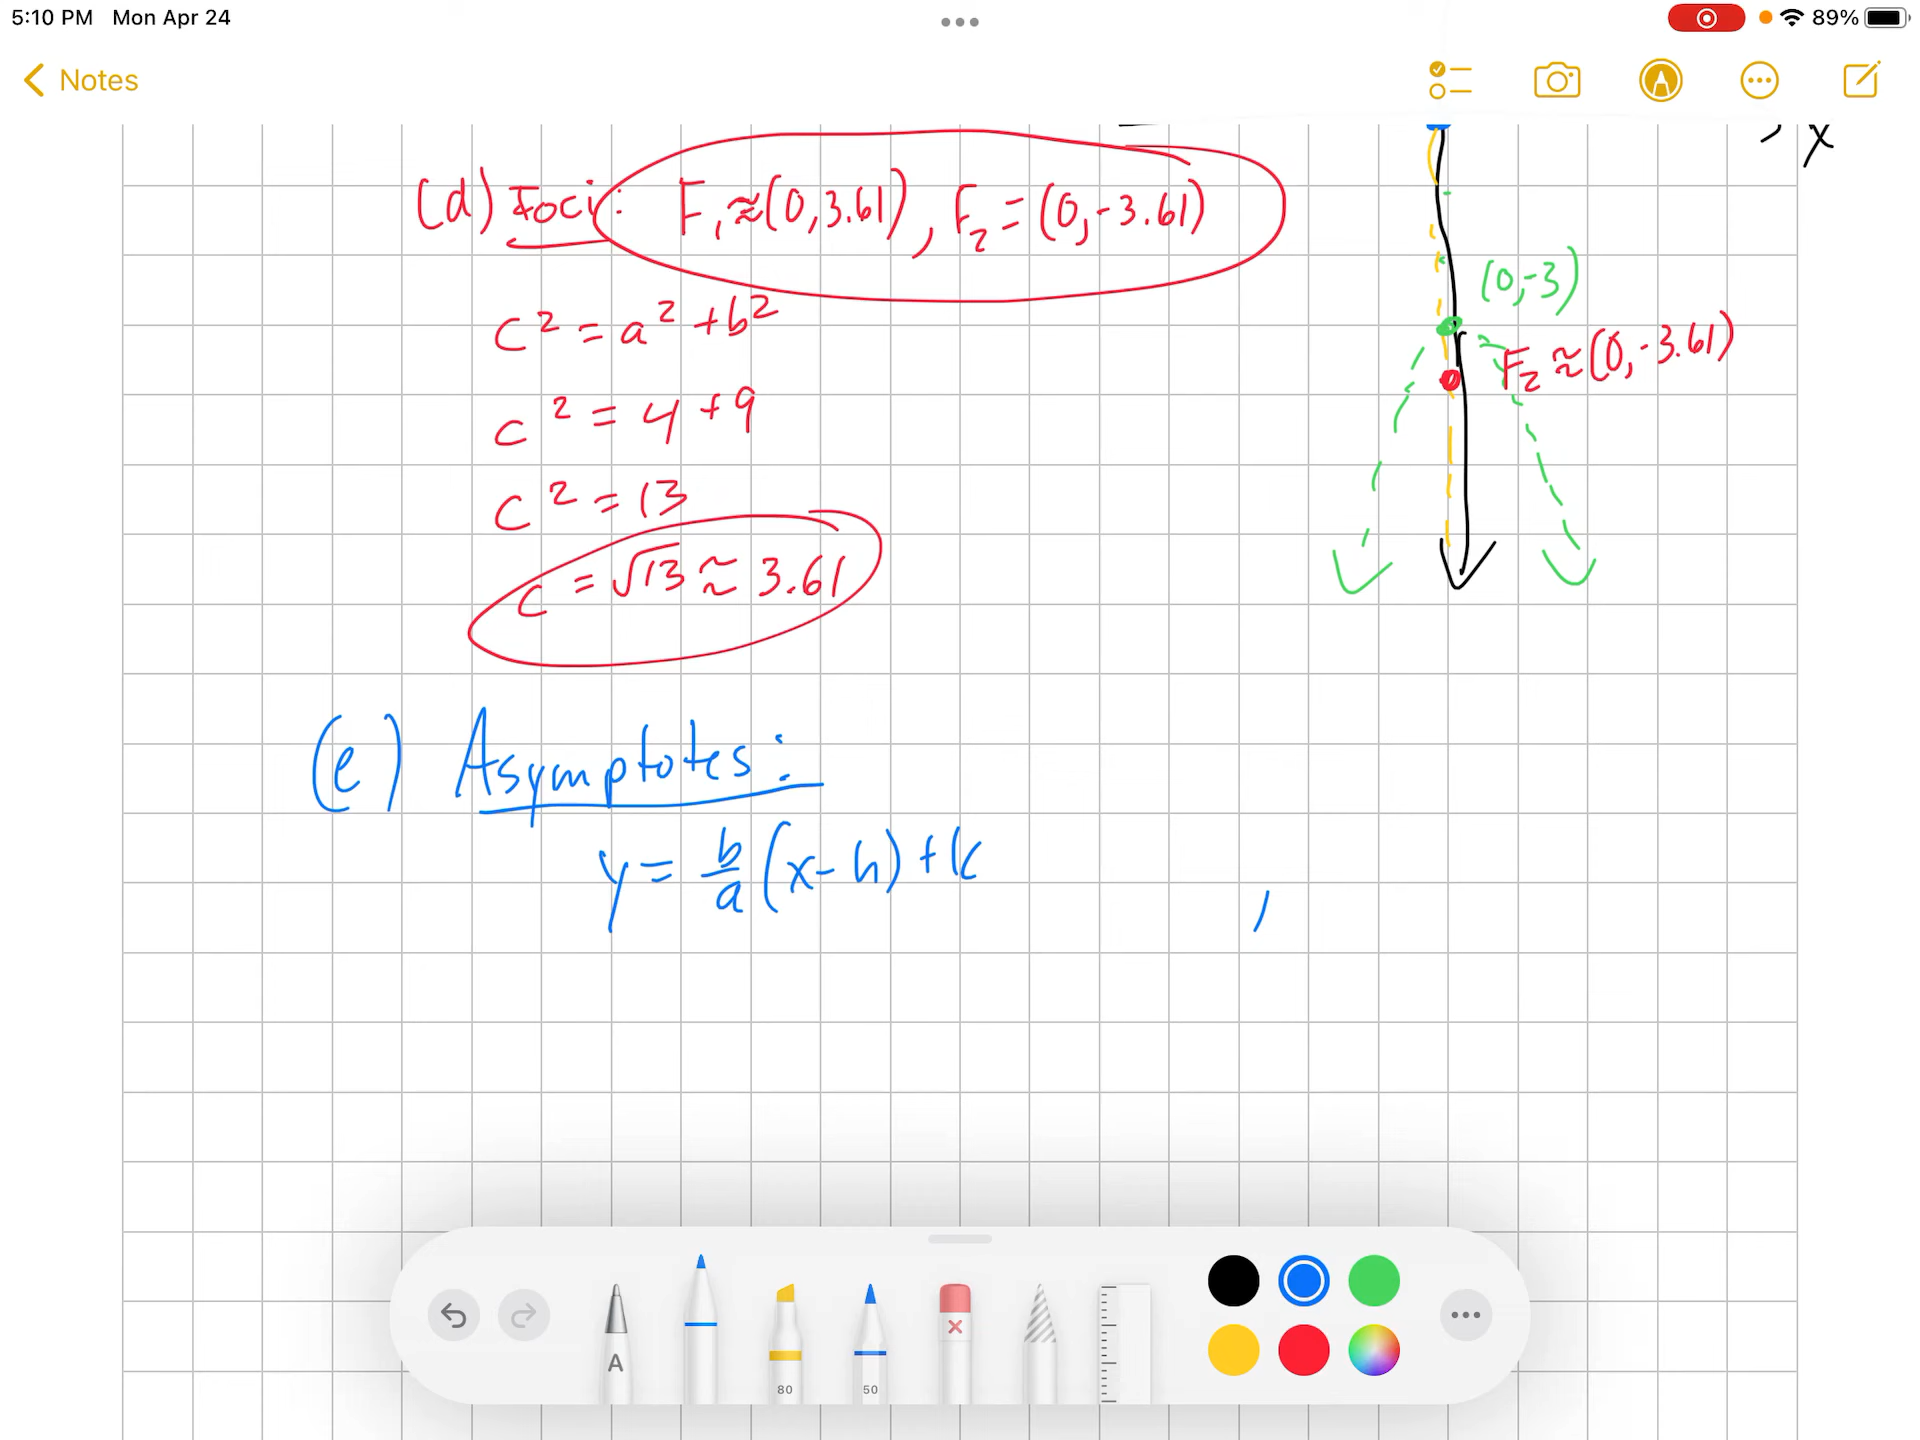 5:10 PM Mon Apr 24
89%
Notes
x
(d) Foci: F₁ ≈ (0, 3.61), F₂ = (0, -3.61)
(0, -3)
c² = a² + b²
F₂ ≈ (0, -3.61)
c² = 4 + 9
c² = 13
c = √13 ≈ 3.61
(e) Asymptotes:
y = b/a (x - h) + k ,
A
80
50